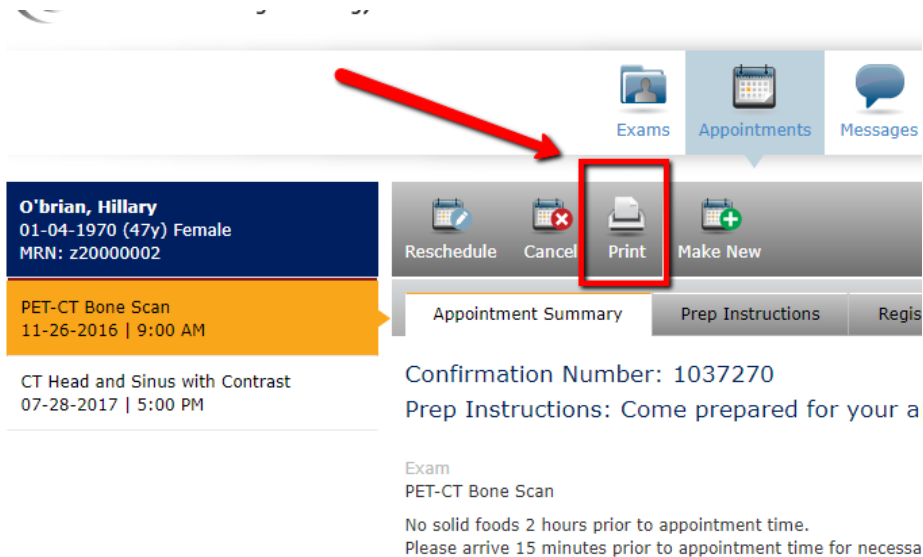 Exams Appointments Messages
O'brian, Hillary
01-04-1970 (47y) Female
MRN: z20000002
Reschedule Cancel Print Make New
PET-CT Bone Scan
11-26-2016 | 9:00 AM
CT Head and Sinus with Contrast
07-28-2017 | 5:00 PM
Appointment Summary Prep Instructions Regis
Confirmation Number: 1037270
Prep Instructions: Come prepared for your a
Exam
PET-CT Bone Scan
No solid foods 2 hours prior to appointment time.
Please arrive 15 minutes prior to appointment time for necessa